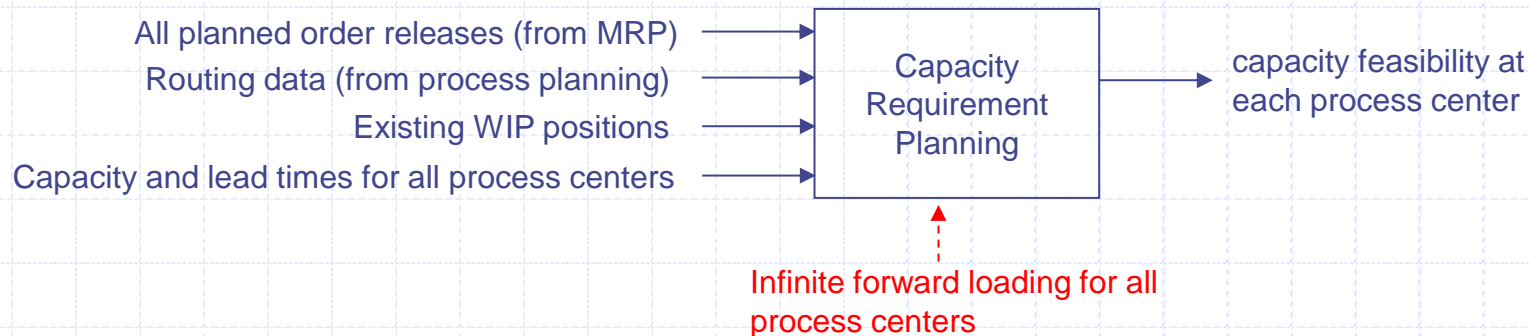 All planned order releases (from MRP)
Routing data (from process planning)
Existing WIP positions
Capacity and lead times for all process centers
Capacity
Requirement
Planning
capacity feasibility at
each process center
Infinite forward loading for all
process centers